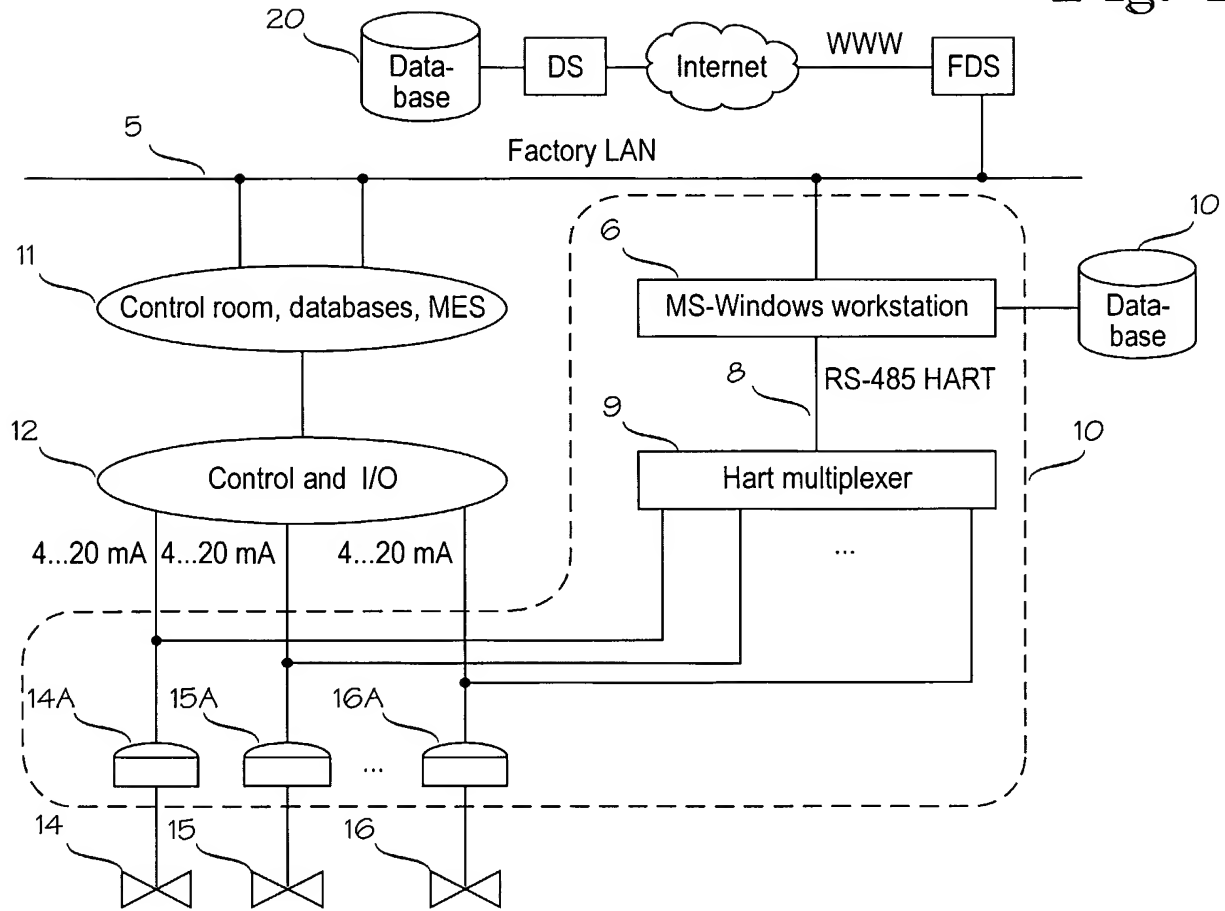 20
Data-
base
DS
Internet
WWW
FDS
5
Factory LAN
11
Control room, databases, MES
6
MS-Windows workstation
10
Data-
base
8
RS-485 HART
12
Control and I/O
9
Hart multiplexer
10
4...20 mA
4...20 mA
4...20 mA
...
14A
15A
16A
...
14
15
16